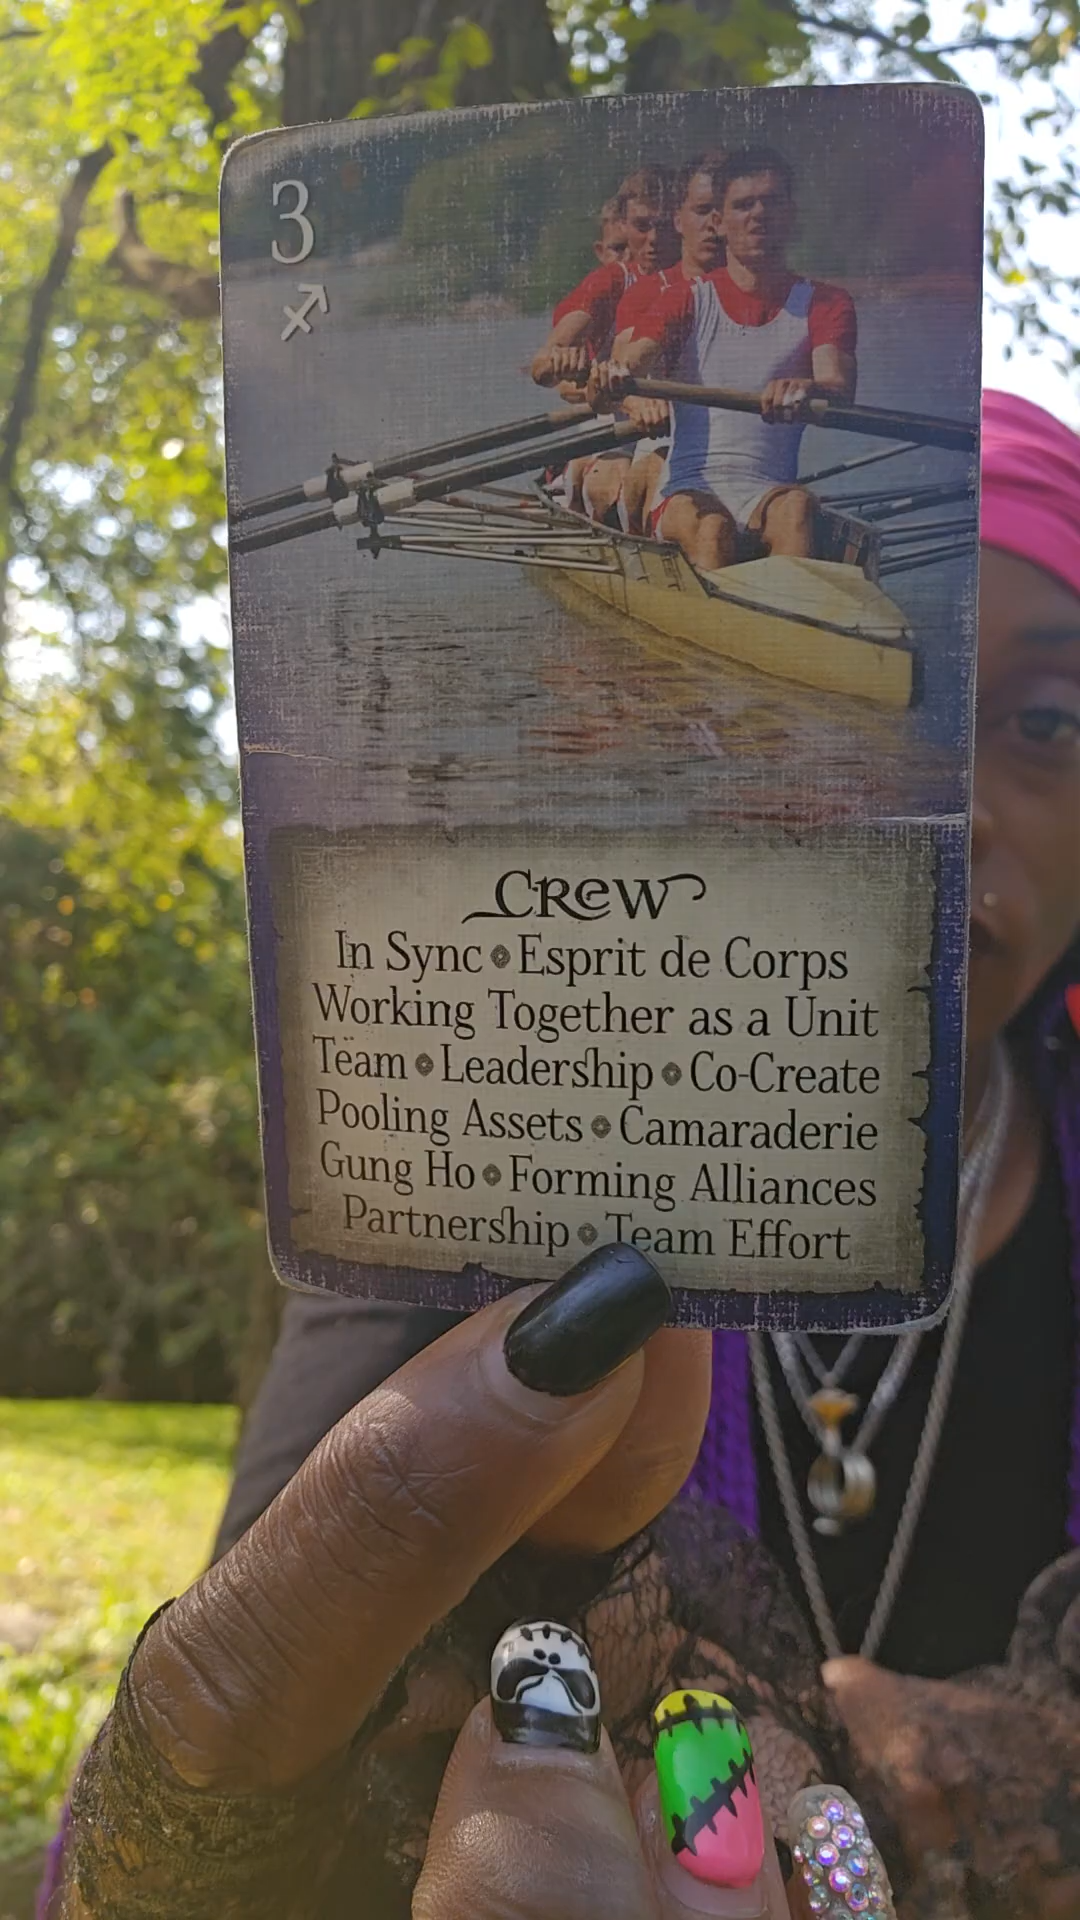 3
♐
Crew
In Sync • Esprit de Corps
Working Together as a Unit
Team • Leadership • Co-Create
Pooling Assets • Camaraderie
Gung Ho • Forming Alliances
Partnership • Team Effort